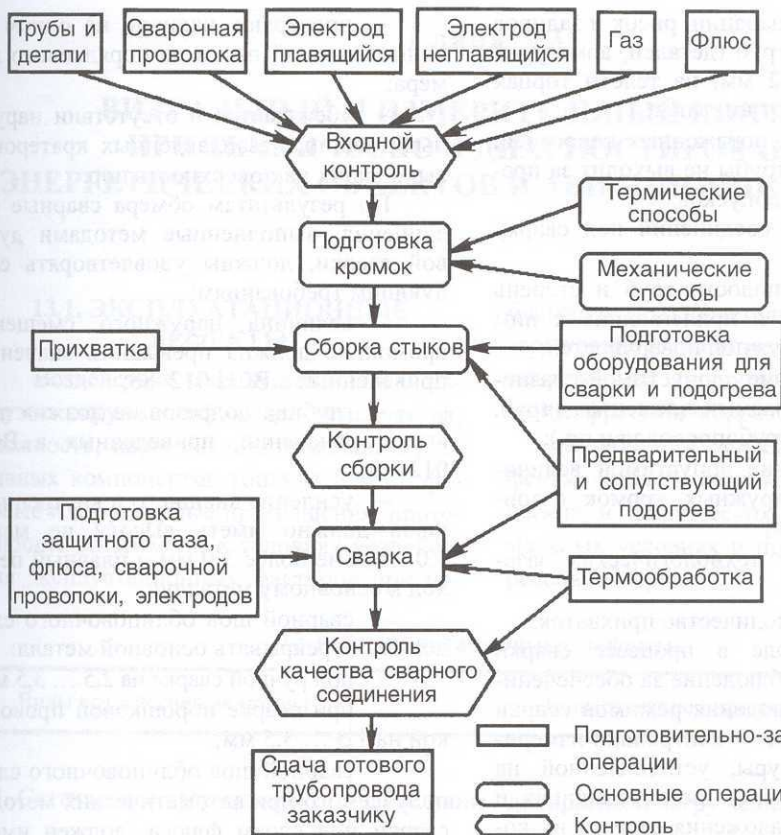 Трубы и
детали
Сварочная
проволока
Электрод
плавящийся
Электрод
неплавящийся
Газ
Флюс
Входной
контроль
Термические
способы
Подготовка
кромок
Механические
способы
Прихватка
Сборка стыков
Подготовка
оборудования для
сварки и подогрева
Контроль
сборки
Предварительный
и сопутствующий
подогрев
Подготовка
защитного газа,
флюса, сварочной
проволоки, электродов
Сварка
Термообработка
Контроль
качества сварного
соединения
Сдача готового
трубопровода
заказчику
Подготовительно-за
операции
Основные операци
Контроль